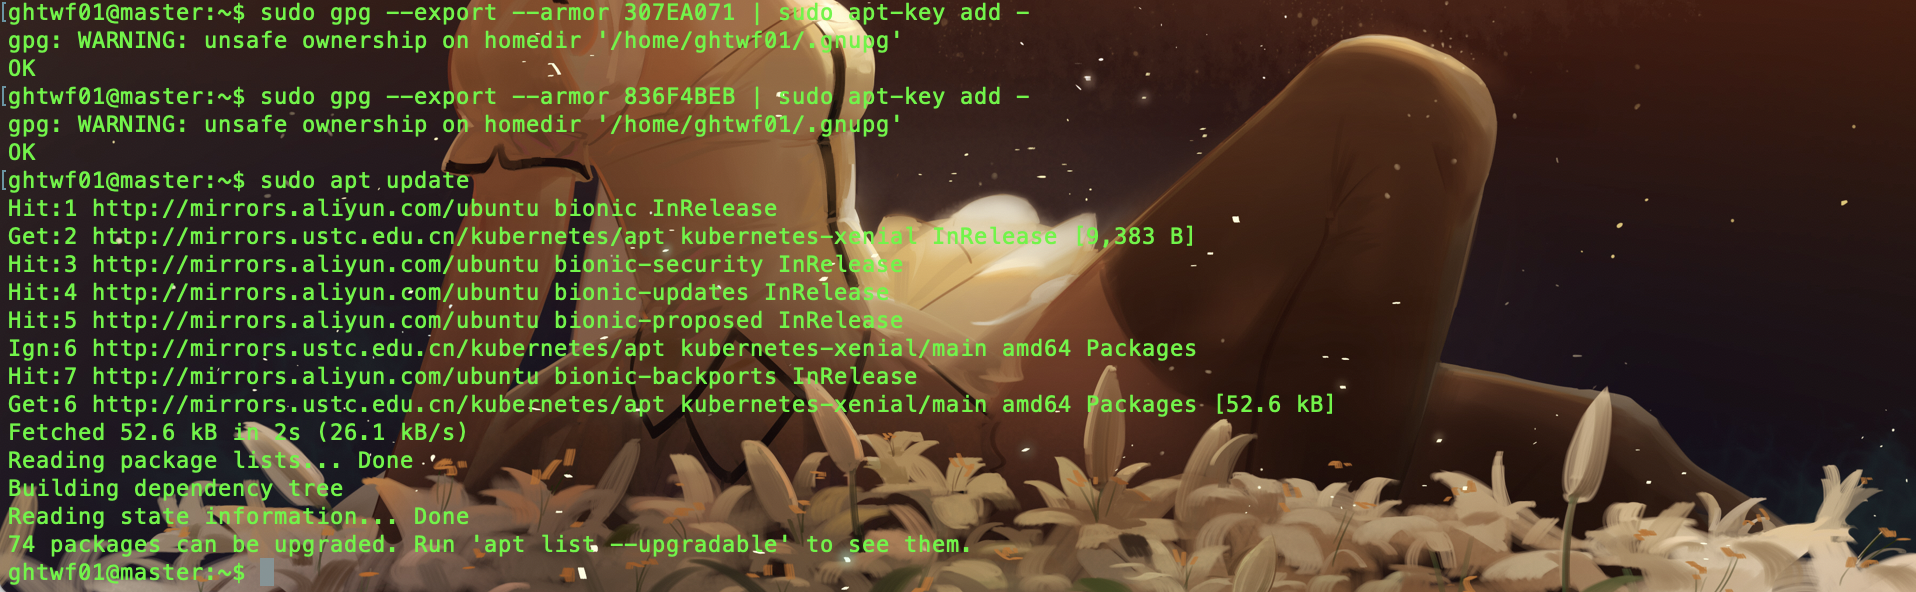 [ghtwf01@master:~$ sudo gpg --export --armor 307EA071 | sudo apt-key add -
gpg: WARNING: unsafe ownership on homedir '/home/ghtwf01/.gnupg'
OK
[ghtwf01@master:~$ sudo gpg --export --armor 836F4BEB | sudo apt-key add -
gpg: WARNING: unsafe ownership on homedir '/home/ghtwf01/.gnupg'
OK
[ghtwf01@master:~$ sudo apt update
Hit:1 http://mirrors.aliyun.com/ubuntu bionic InRelease
Get:2 http://mirrors.ustc.edu.cn/kubernetes/apt kubernetes-xenial InRelease [9,383 B]
Hit:3 http://mirrors.aliyun.com/ubuntu bionic-security InRelease
Hit:4 http://mirrors.aliyun.com/ubuntu bionic-updates InRelease
Hit:5 http://mirrors.aliyun.com/ubuntu bionic-proposed InRelease
Ign:6 http://mirrors.ustc.edu.cn/kubernetes/apt kubernetes-xenial/main amd64 Packages
Hit:7 http://mirrors.aliyun.com/ubuntu bionic-backports InRelease
Get:6 http://mirrors.ustc.edu.cn/kubernetes/apt kubernetes-xenial/main amd64 Packages [52.6 kB]
Fetched 52.6 kB in 2s (26.1 kB/s)
Reading package lists... Done
Building dependency tree
Reading state information... Done
74 packages can be upgraded. Run 'apt list --upgradable' to see them.
ghtwf01@master:~$